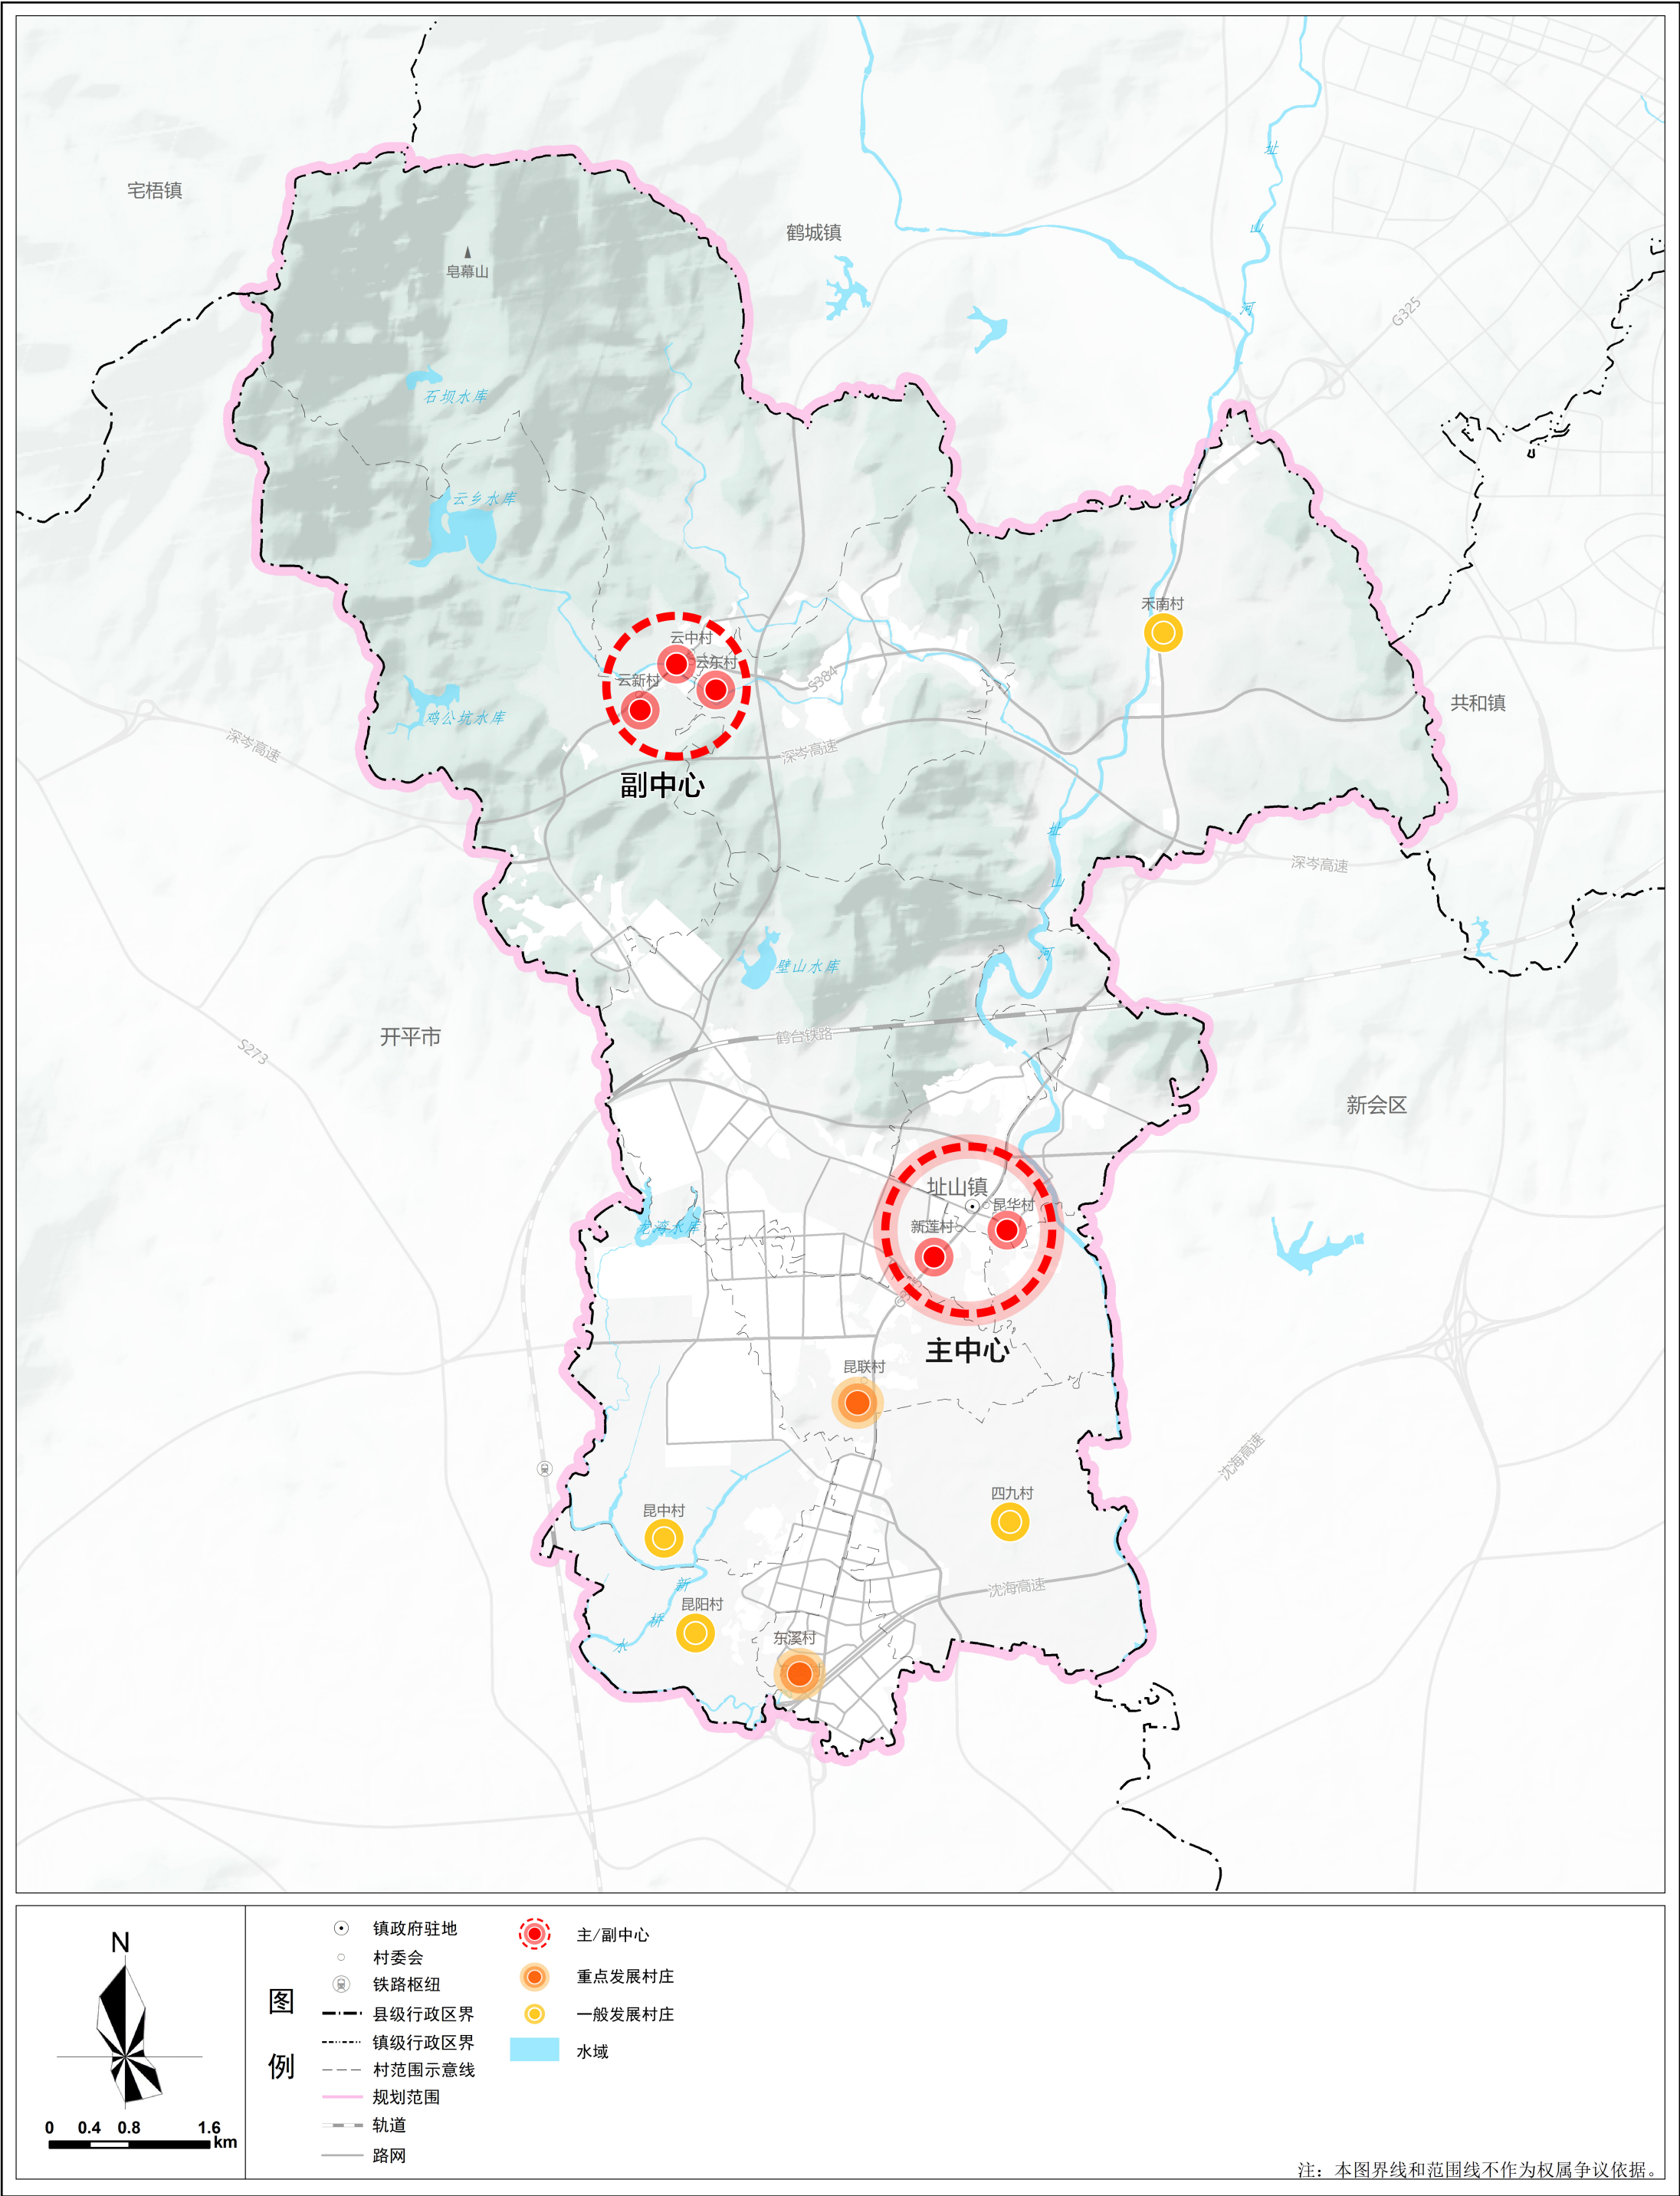 宅梧镇
鹤城镇
皂幕山
址
山
河
G325
石坝水库
云乡水库
禾南村
云中村
云东村
云新村
S384
共和镇
鸡公坑水库
深岑高速
深岑高速
副中心
址
山
河
深岑高速
壁山水库
开平市
鹤台铁路
S273
新会区
址山镇
昆华村
新莲村
龙湾水库
主中心
昆联村
沈海高速
四九村
昆中村
沈海高速
新
桥
水
昆阳村
东溪村
N
0 0.4 0.8 1.6
km
图
例
镇政府驻地
村委会
铁路枢纽
县级行政区界
镇级行政区界
村范围示意线
规划范围
轨道
路网
主/副中心
重点发展村庄
一般发展村庄
水域
注：本图界线和范围线不作为权属争议依据。